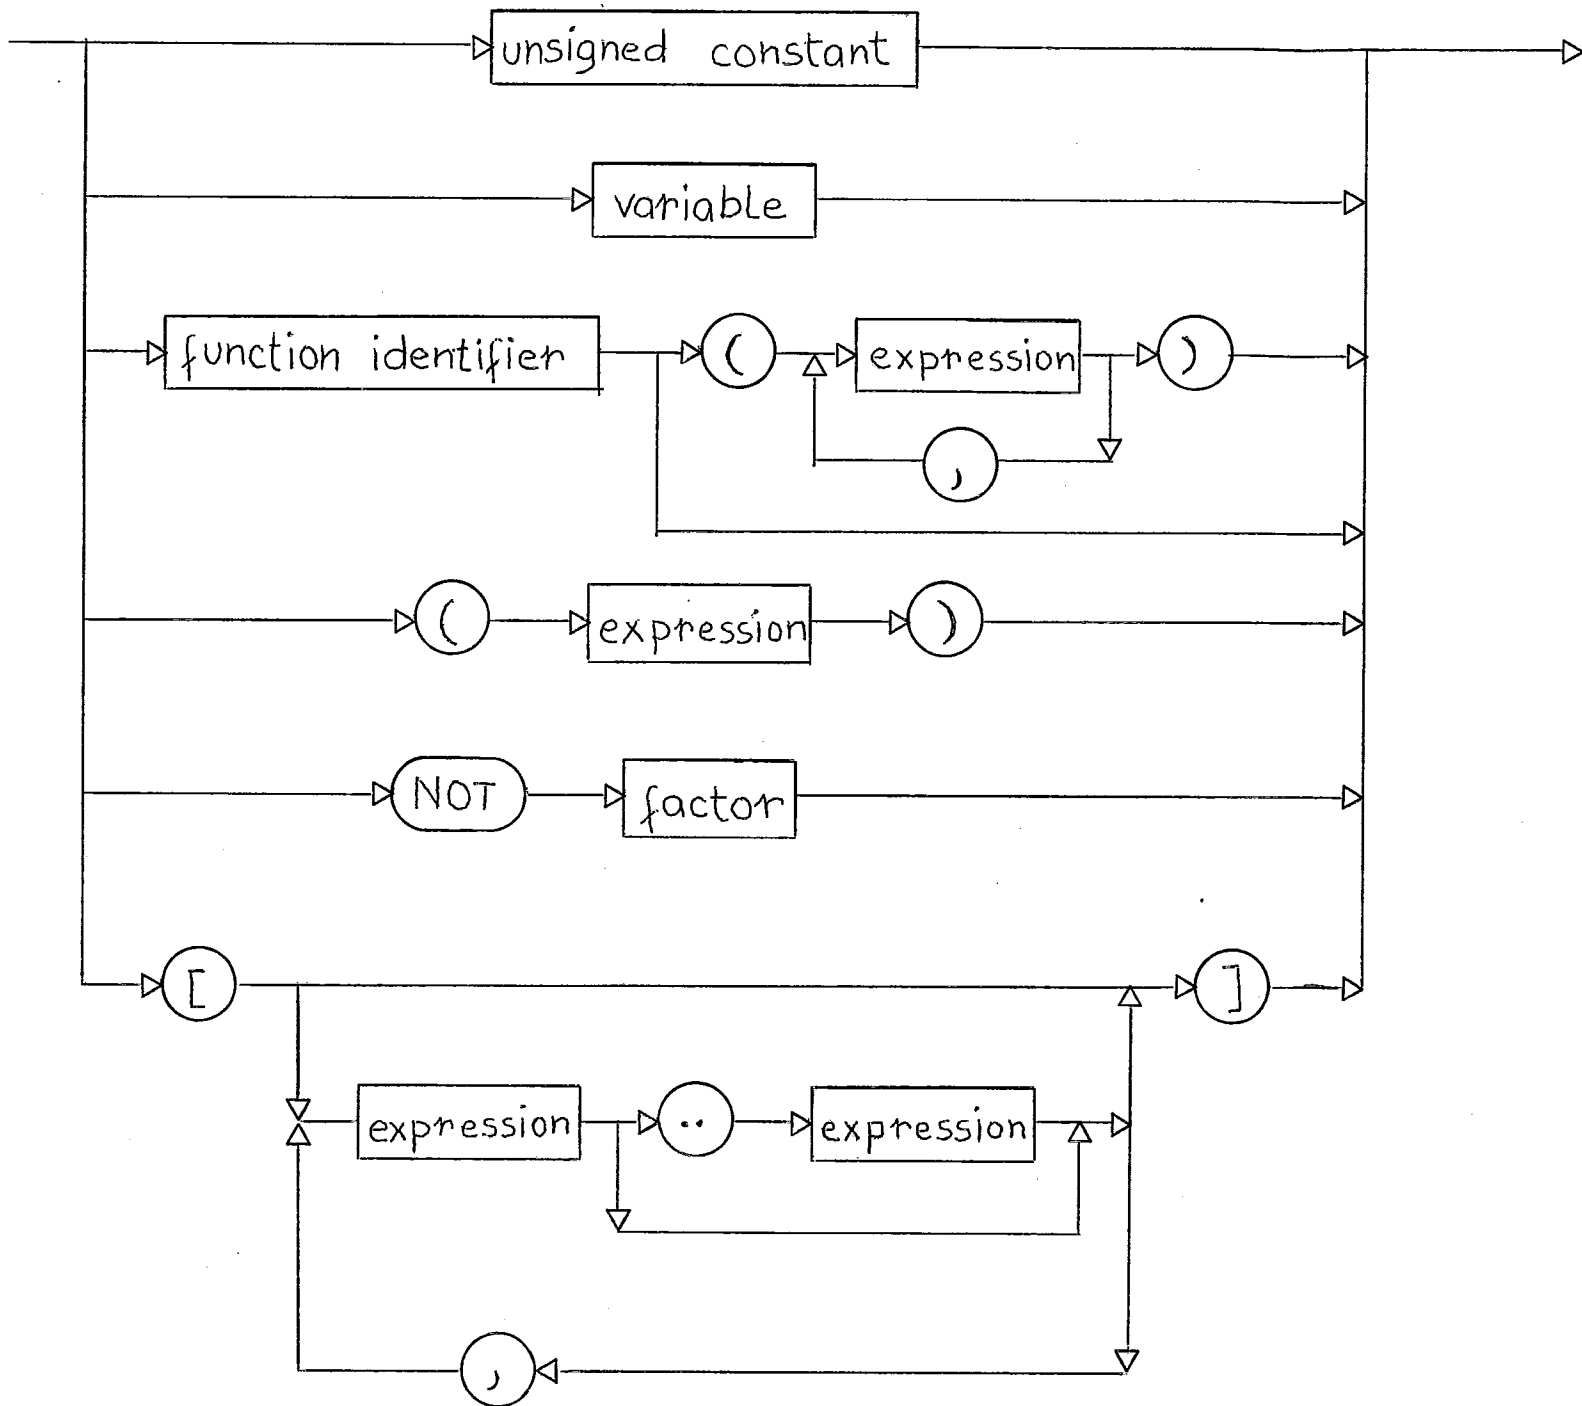 unsigned constant
variable
function identifier ( expression )
,
( expression )
NOT factor
[ ]
expression .. expression
,